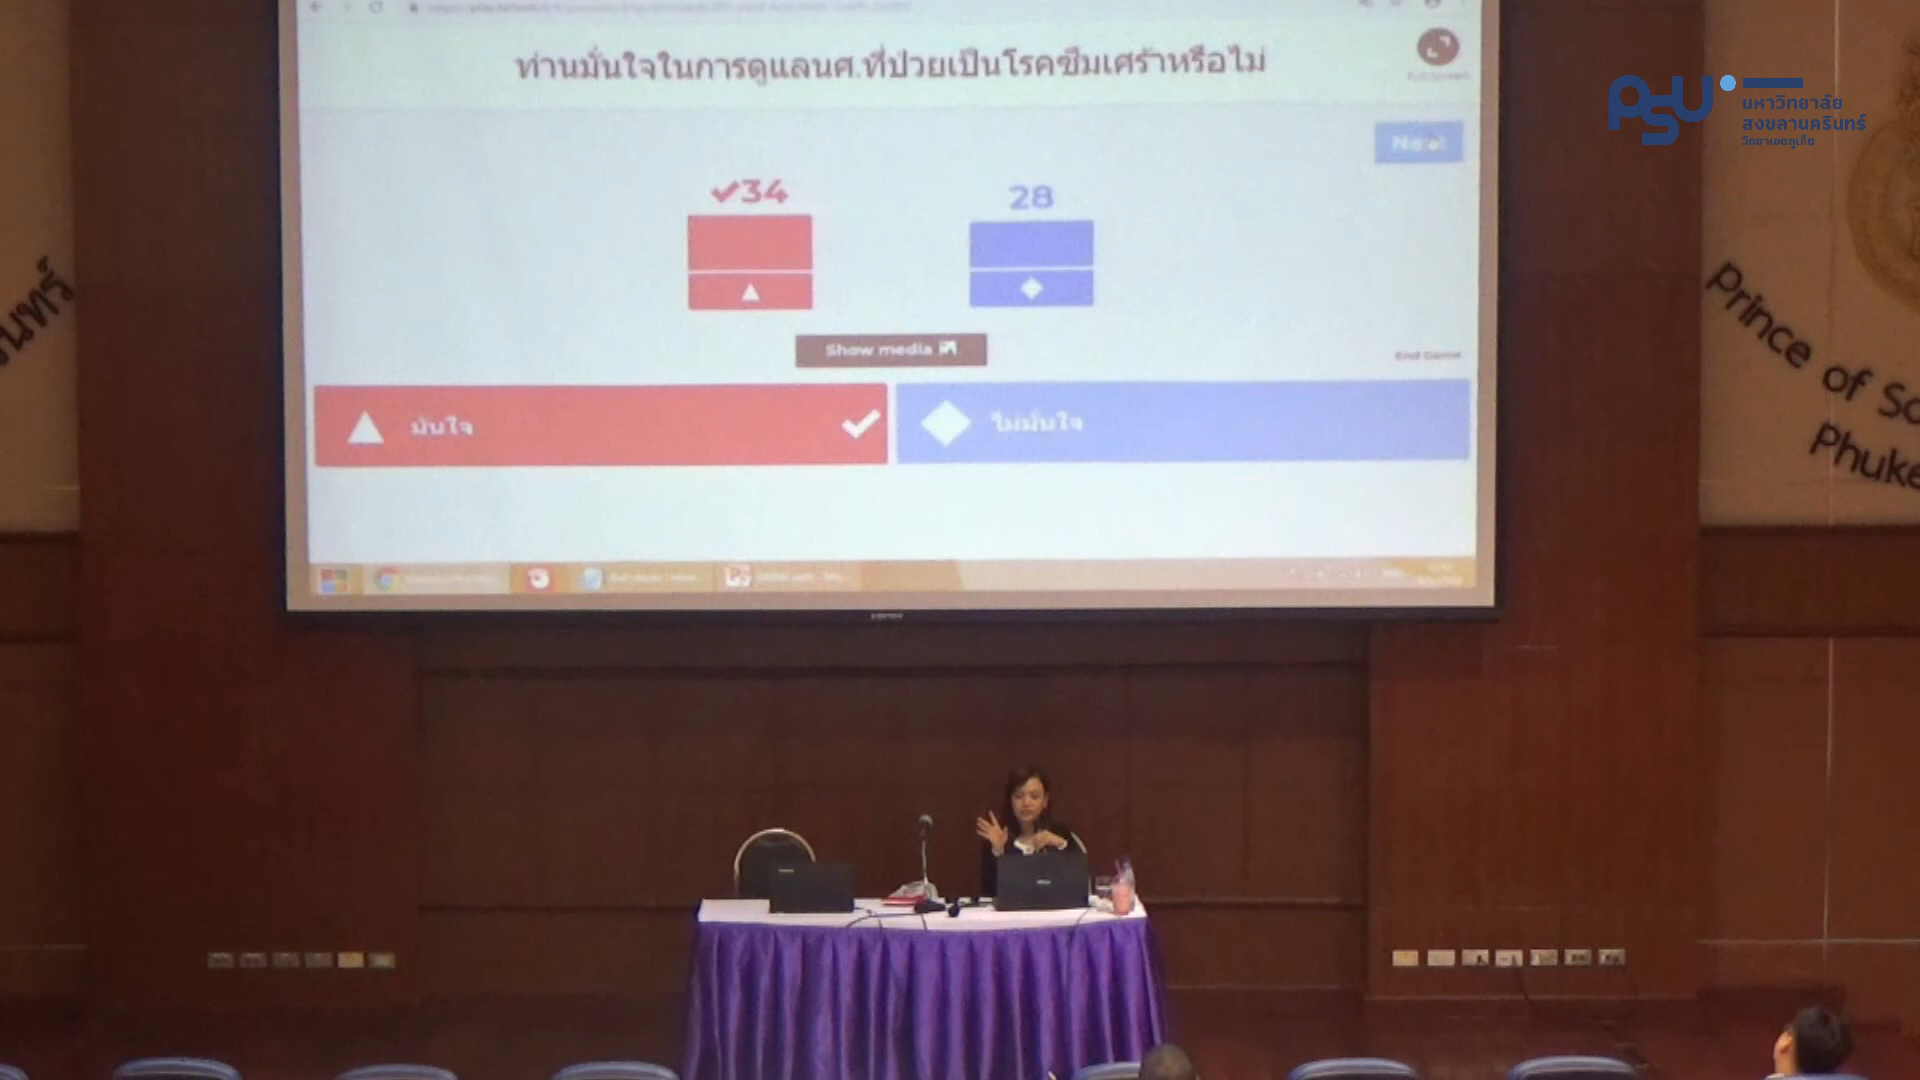 ท่านมั่นใจในการดูแลนศ.ที่ป่วยเป็นโรคซึมเศร้าหรือไม่
Next
34
28
Show media
End Game
มั่นใจ
ไม่มั่นใจ
PSU
มหาวิทยาลัย
สงขลานครินทร์
วิทยาเขตภูเก็ต
Prince of So
Phuke